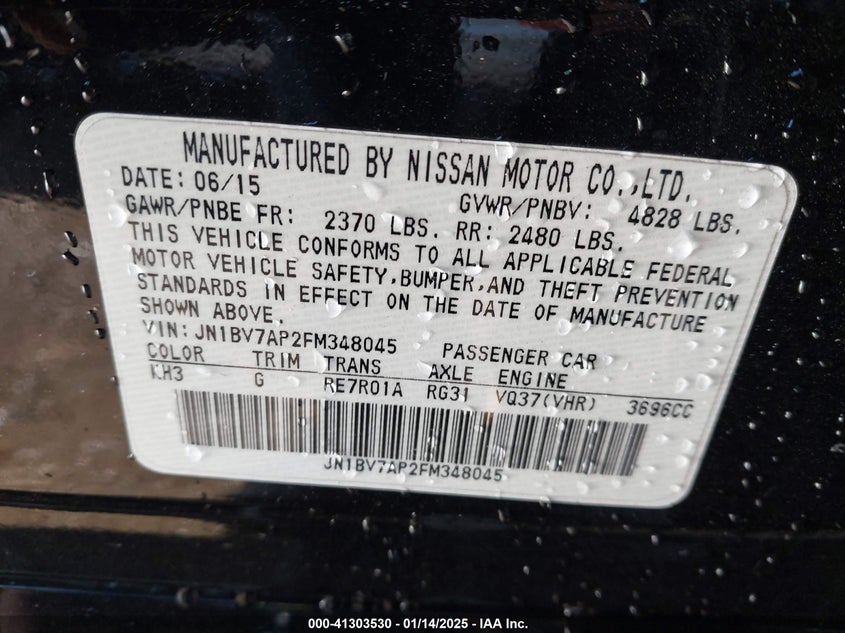 MANUFACTURED BY NISSAN MOTOR CO.,LTD.
DATE: 06/15 GVWR/PNBV: 4828 LBS.
GAWR/PNBE FR: 2370 LBS. RR: 2480 LBS.
THIS VEHICLE CONFORMS TO ALL APPLICABLE FEDERAL
MOTOR VEHICLE SAFETY,BUMPER,AND THEFT PREVENTION
STANDARDS IN EFFECT ON THE DATE OF MANUFACTURE
SHOWN ABOVE.
VIN:JN1BV7AP2FM348045 PASSENGER CAR
COLOR TRIM TRANS AXLE ENGINE
KH3 G RE7R01A RG31 VQ37(VHR) 3696CC
JN1BV7AP2FM348045
000-41303530 - 01/14/2025 - IAA Inc.